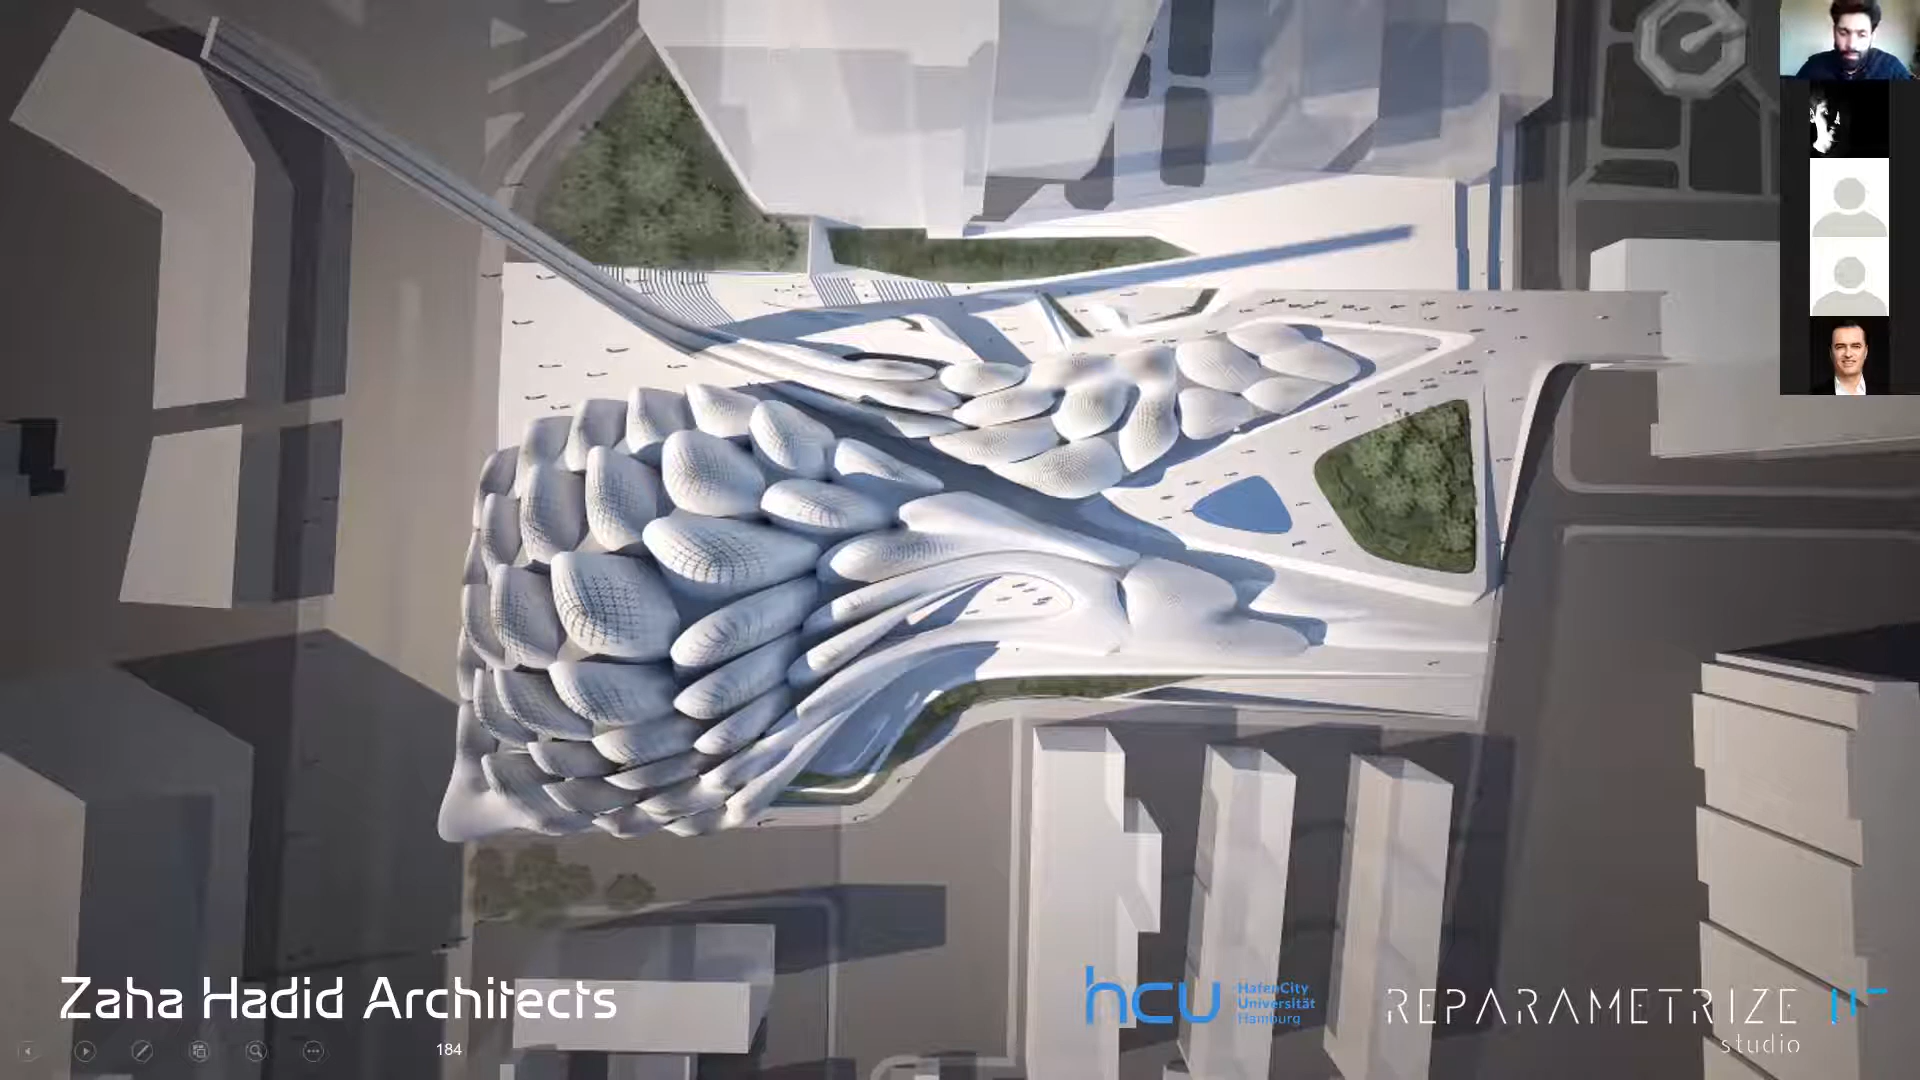 Zaha Hadid Architects
184
hcu
HafenCity
Universität
Hamburg
REPARAMETRIZE
studio